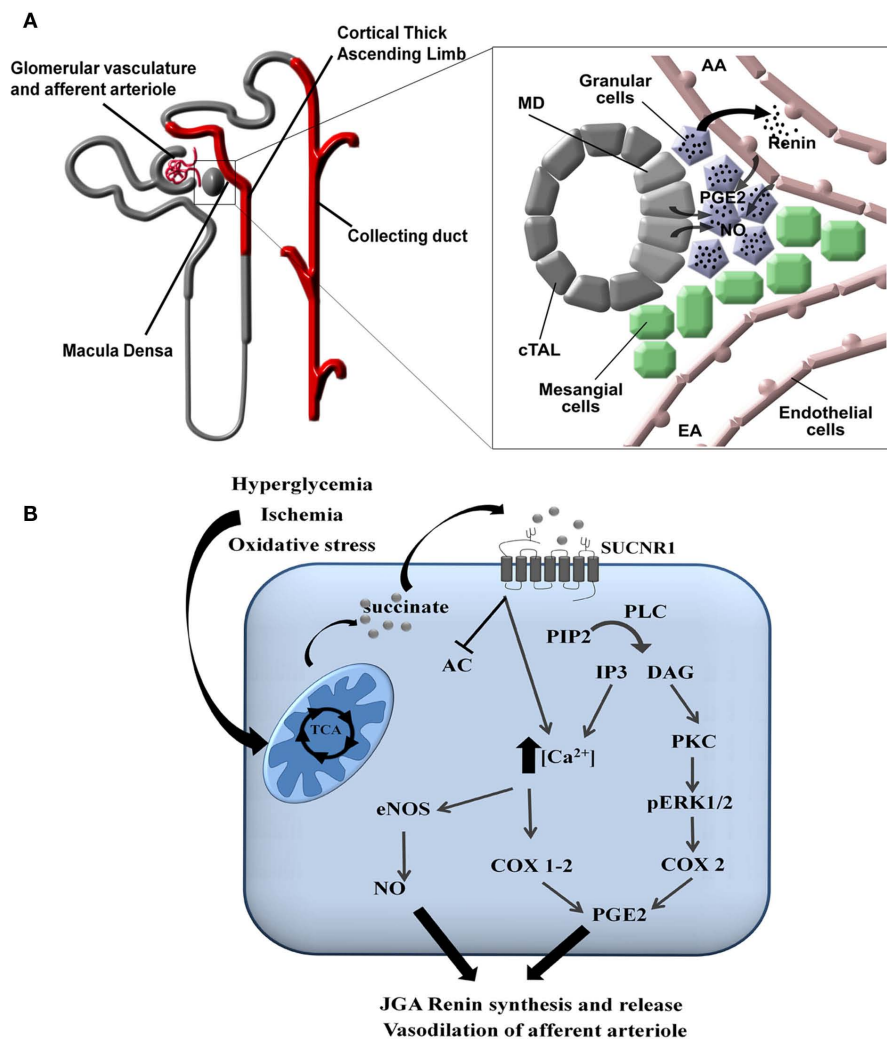 A
Glomerular vasculature
and afferent arteriole
Cortical Thick
Ascending Limb
Collecting duct
Macula Densa
AA
Granular
cells
MD
Renin
PGE2
NO
cTAL
Mesangial
cells
EA
Endothelial
cells
B
Hyperglycemia
Ischemia
Oxidative stress
SUCNR1
succinate
PLC
PIP2
AC
IP3
DAG
TCA
[Ca²⁺]
PKC
eNOS
pERK1/2
COX 1-2
COX 2
NO
PGE2
JGA Renin synthesis and release
Vasodilation of afferent arteriole